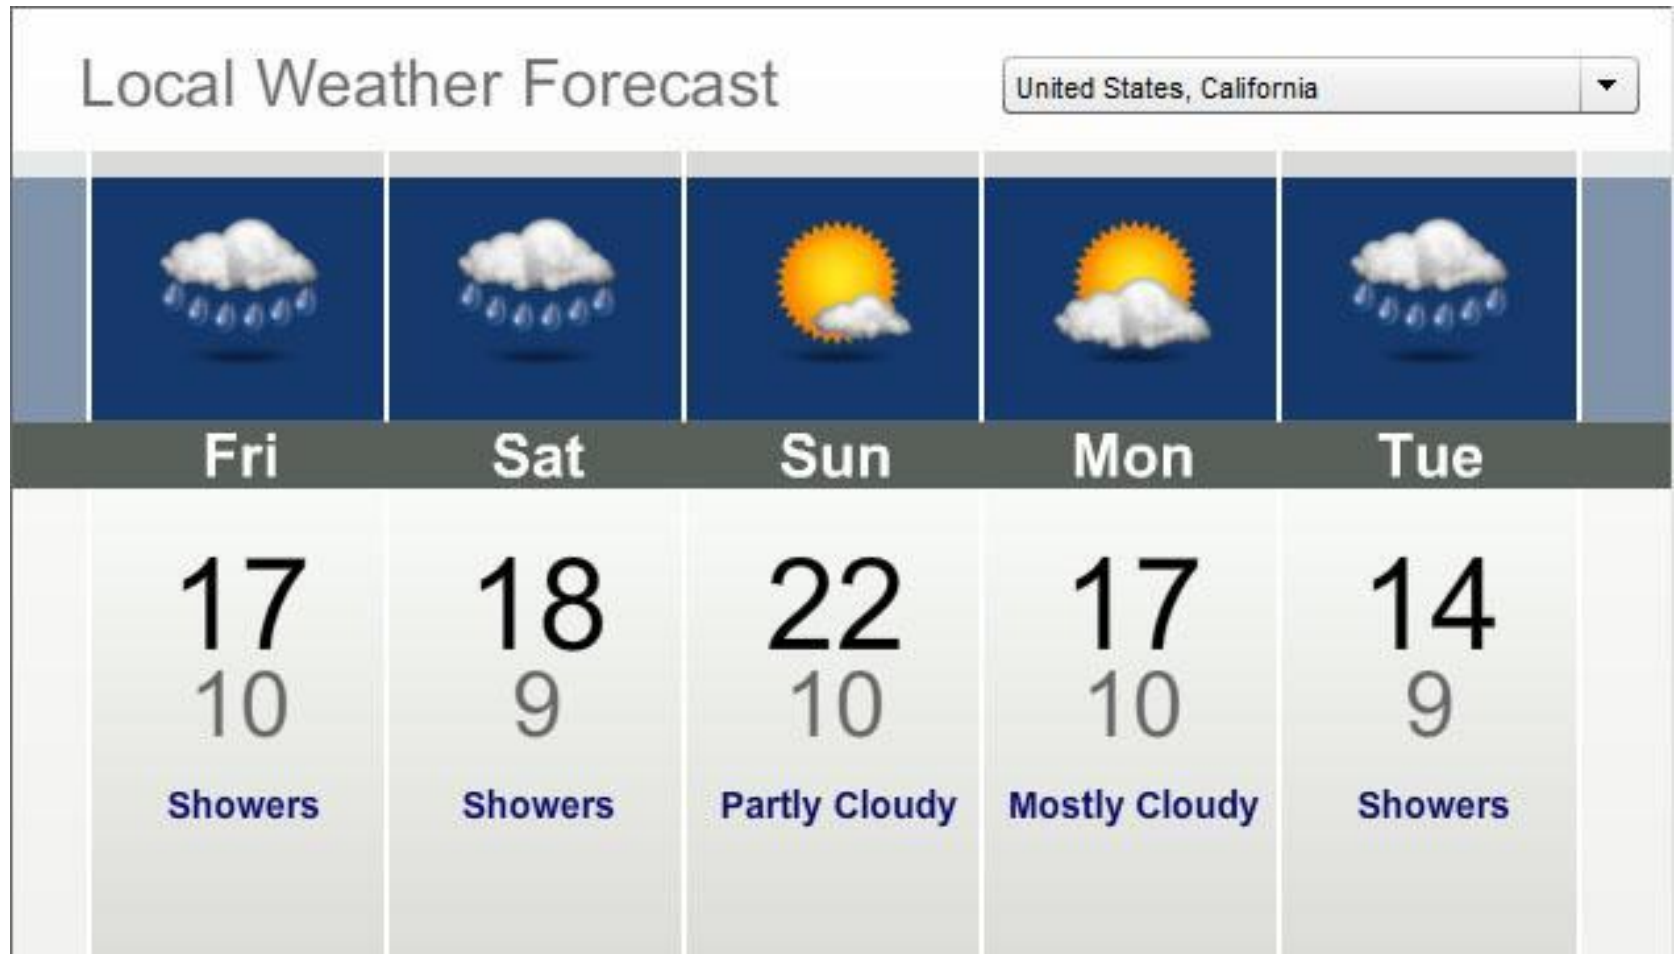 Local Weather Forecast
United States, California
Fri Sat Sun Mon Tue
17 18 22 17 14
10 9 10 10 9
Showers Showers Partly Cloudy Mostly Cloudy Showers